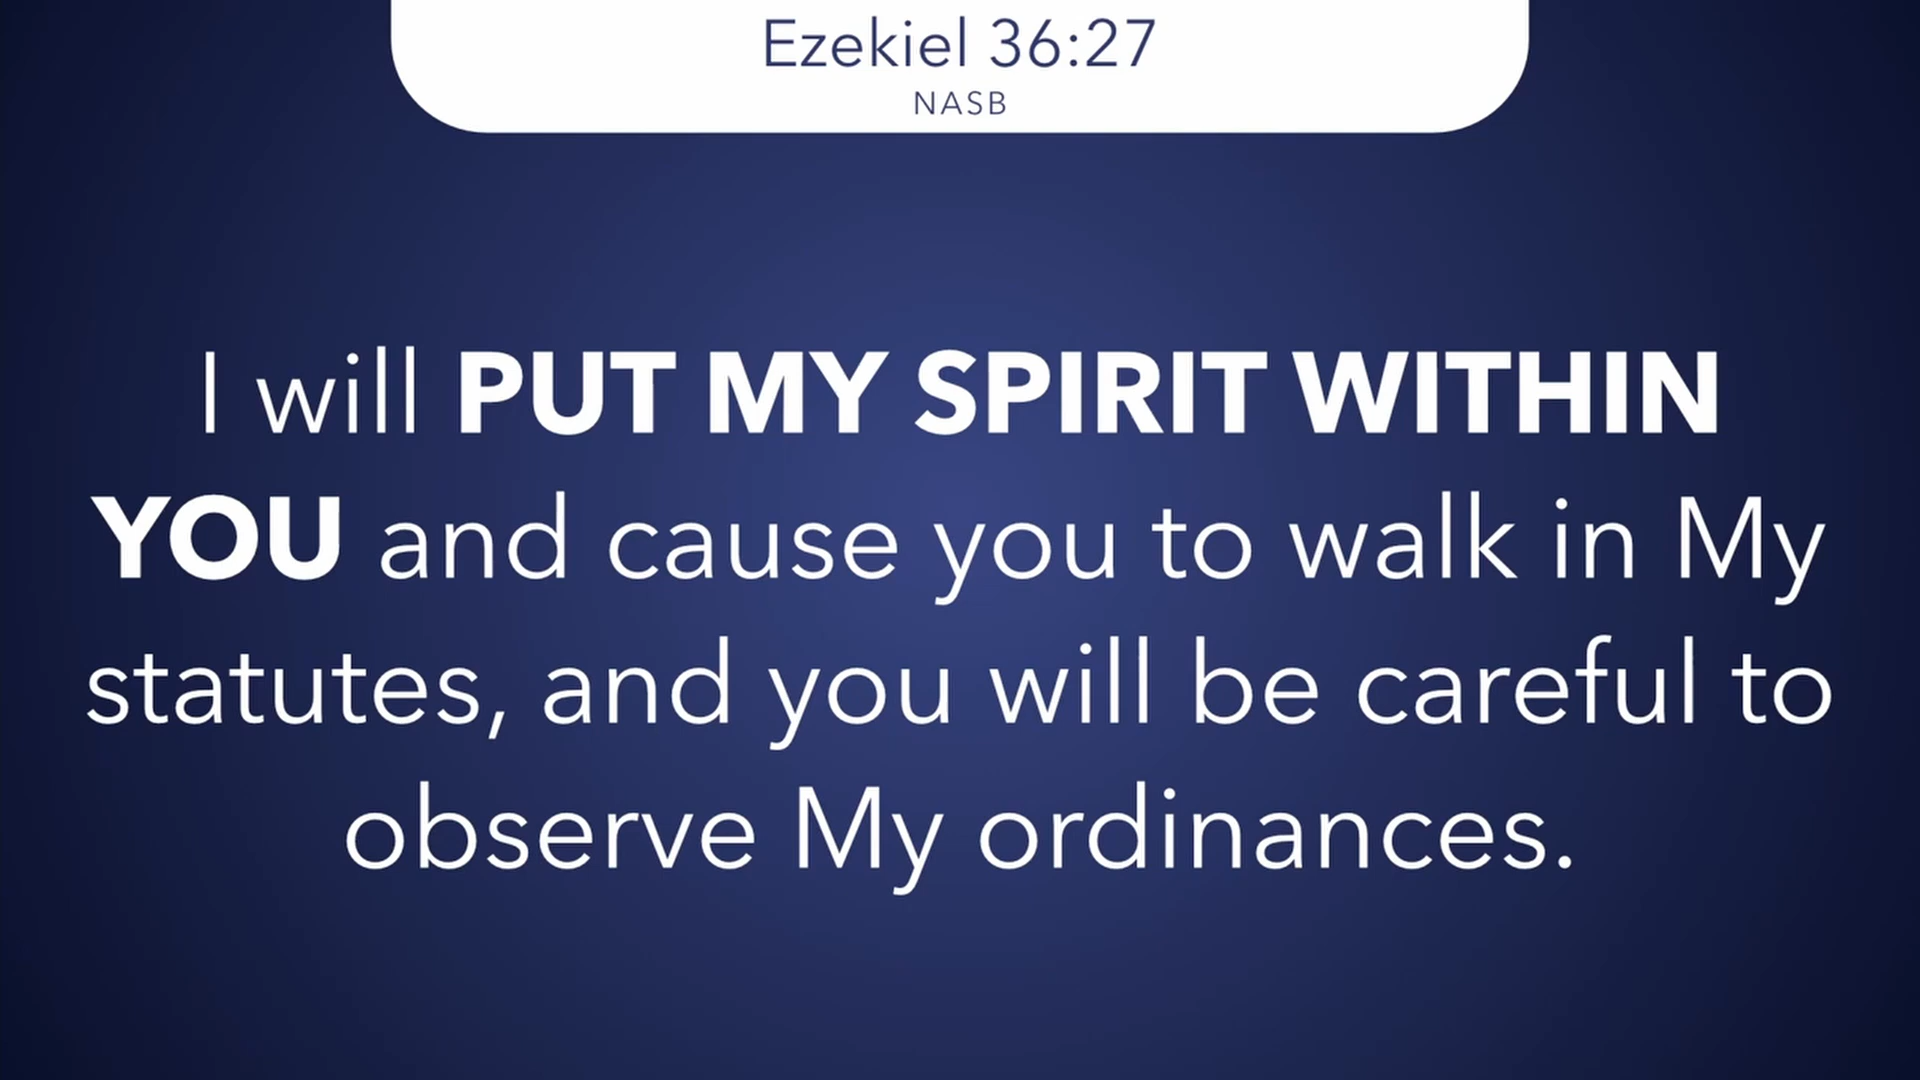 Ezekiel 36:27
NASB
I will PUT MY SPIRIT WITHIN
YOU and cause you to walk in My
statutes, and you will be careful to
observe My ordinances.